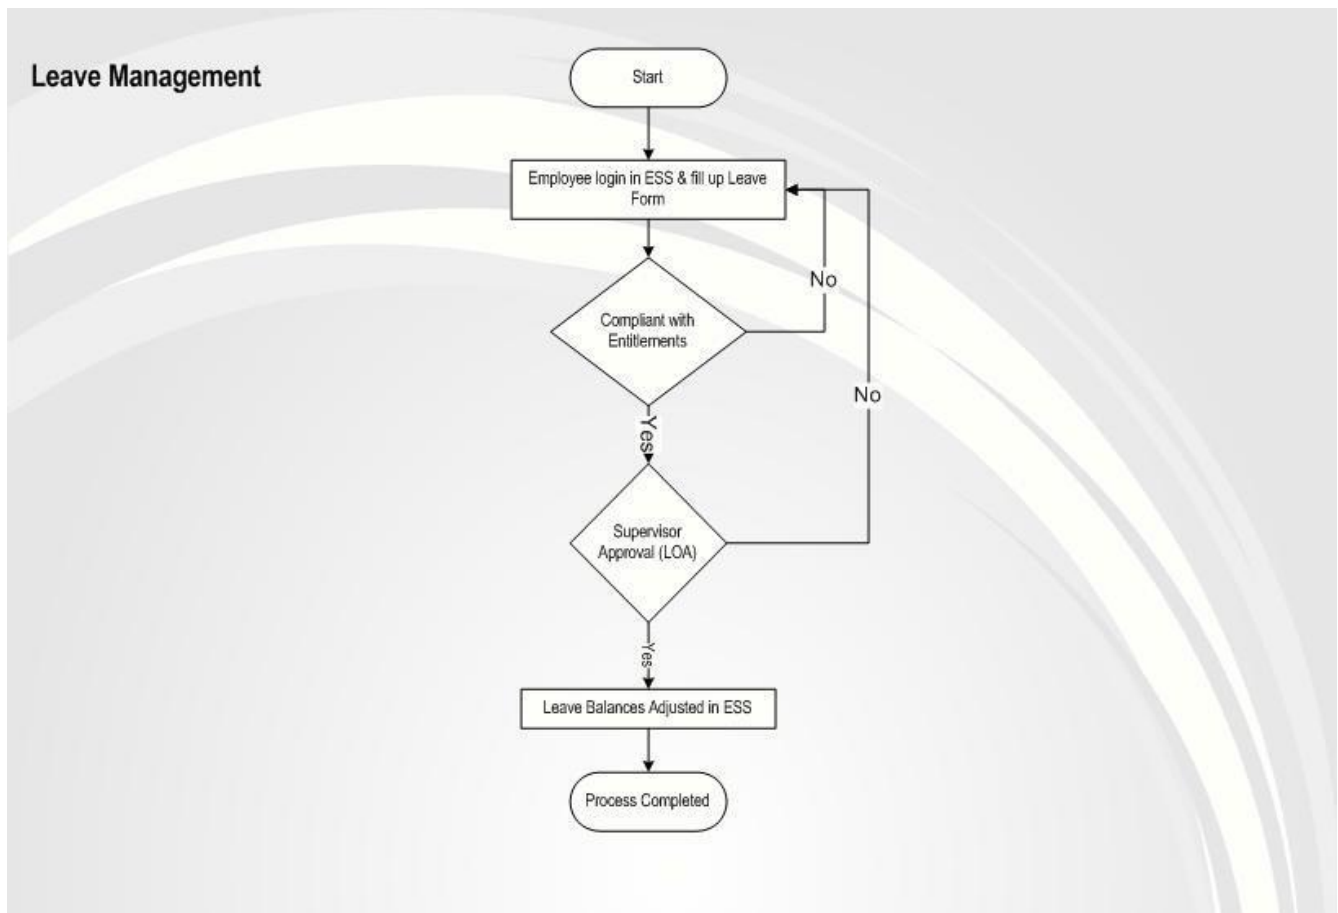 Leave Management
Start
Employee login in ESS & fill up Leave
Form
No
Compliant with
Entitlements
No
Yes
Supervisor
Approval (LOA)
Yes
Leave Balances Adjusted in ESS
Process Completed